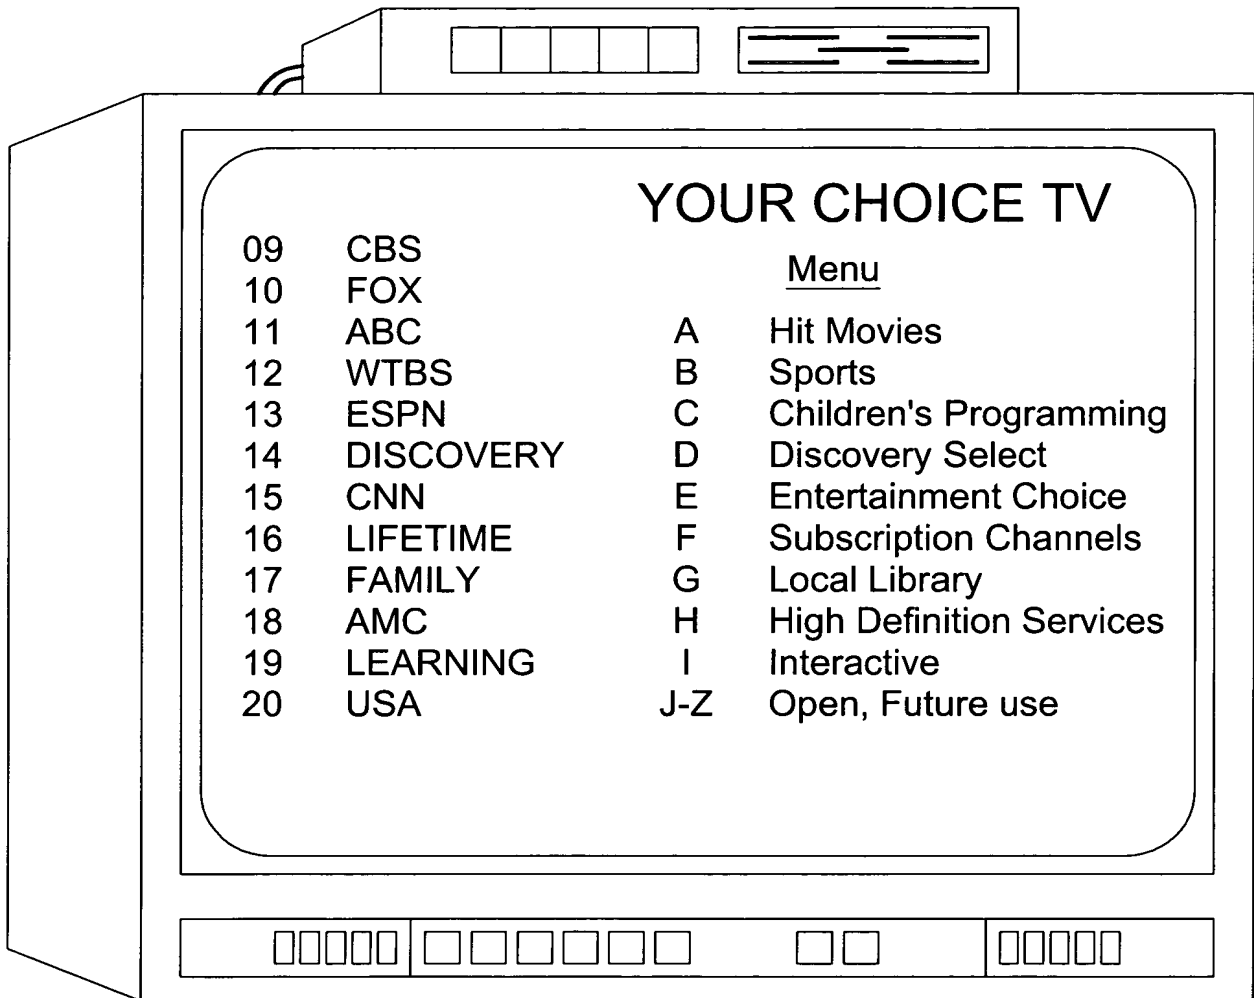 YOUR CHOICE TV
09 CBS
10 FOX
11 ABC
12 WTBS
13 ESPN
14 DISCOVERY
15 CNN
16 LIFETIME
17 FAMILY
18 AMC
19 LEARNING
20 USA
Menu
A Hit Movies
B Sports
C Children's Programming
D Discovery Select
E Entertainment Choice
F Subscription Channels
G Local Library
H High Definition Services
I Interactive
J-Z Open, Future use